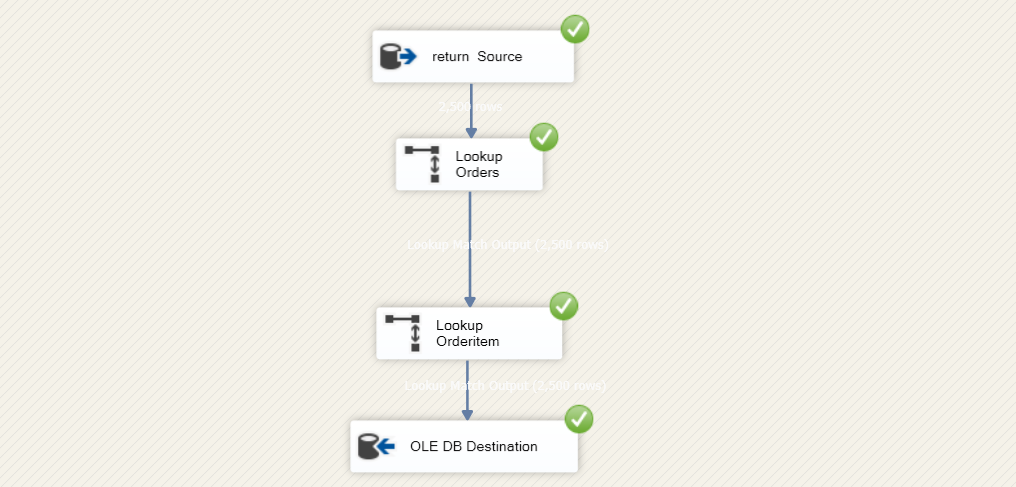 return  Source
2,500 rows
Lookup
Orders
Lookup Match Output (2,500 rows)
Lookup
Orderitem
Lookup Match Output (2,500 rows)
OLE DB Destination